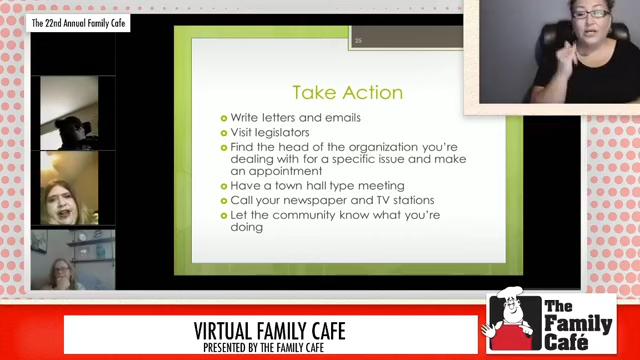 The 22nd Annual Family Cafe
25
Take Action
Write letters and emails
Visit legislators
Find the head of the organization you're
dealing with for a specific issue and make
an appointment
Have a town hall type meeting
Call your newspaper and TV stations
Let the community know what you're
doing
VIRTUAL FAMILY CAFE
PRESENTED BY THE FAMILY CAFE
The
Family
Café